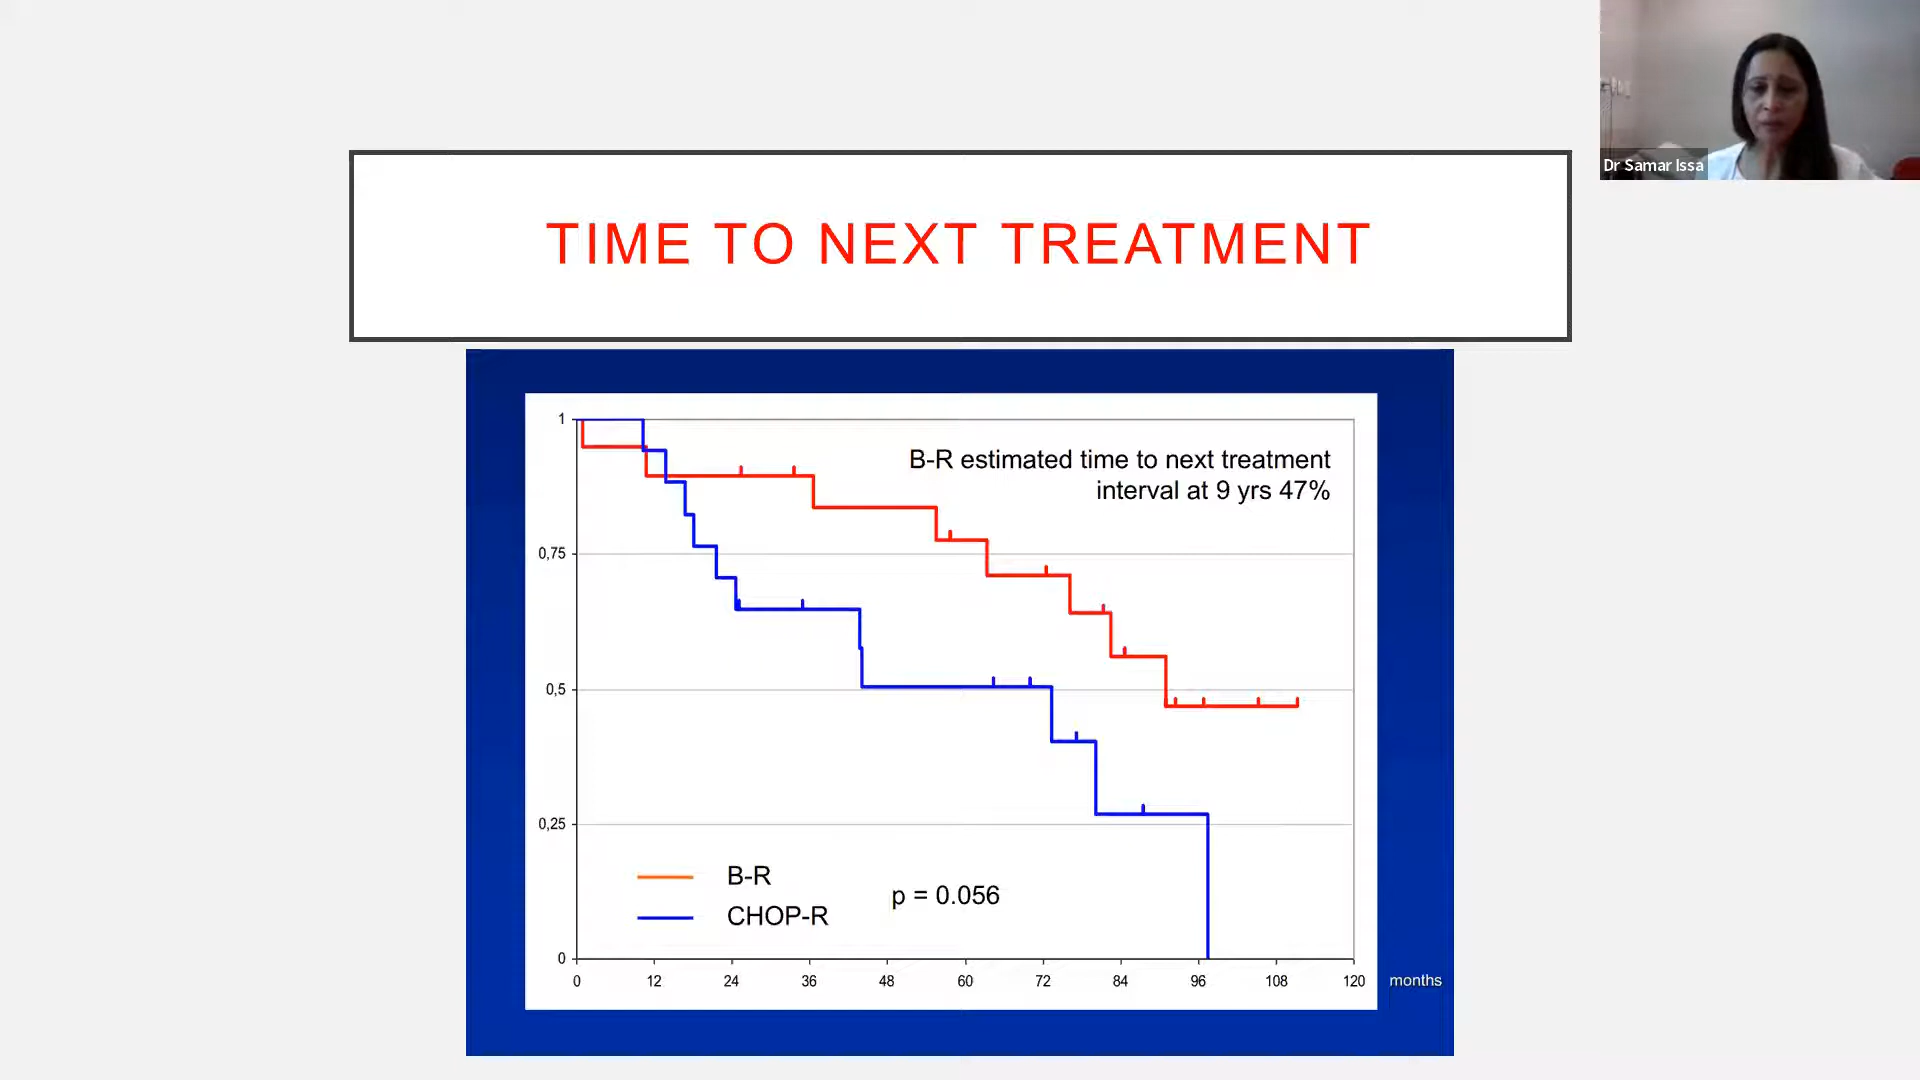 Dr Samar Issa
TIME TO NEXT TREATMENT
B-R estimated time to next treatment
interval at 9 yrs 47%
1
0,75
0,5
0,25
0
B-R
CHOP-R
p = 0.056
0 12 24 36 48 60 72 84 96 108 120 months